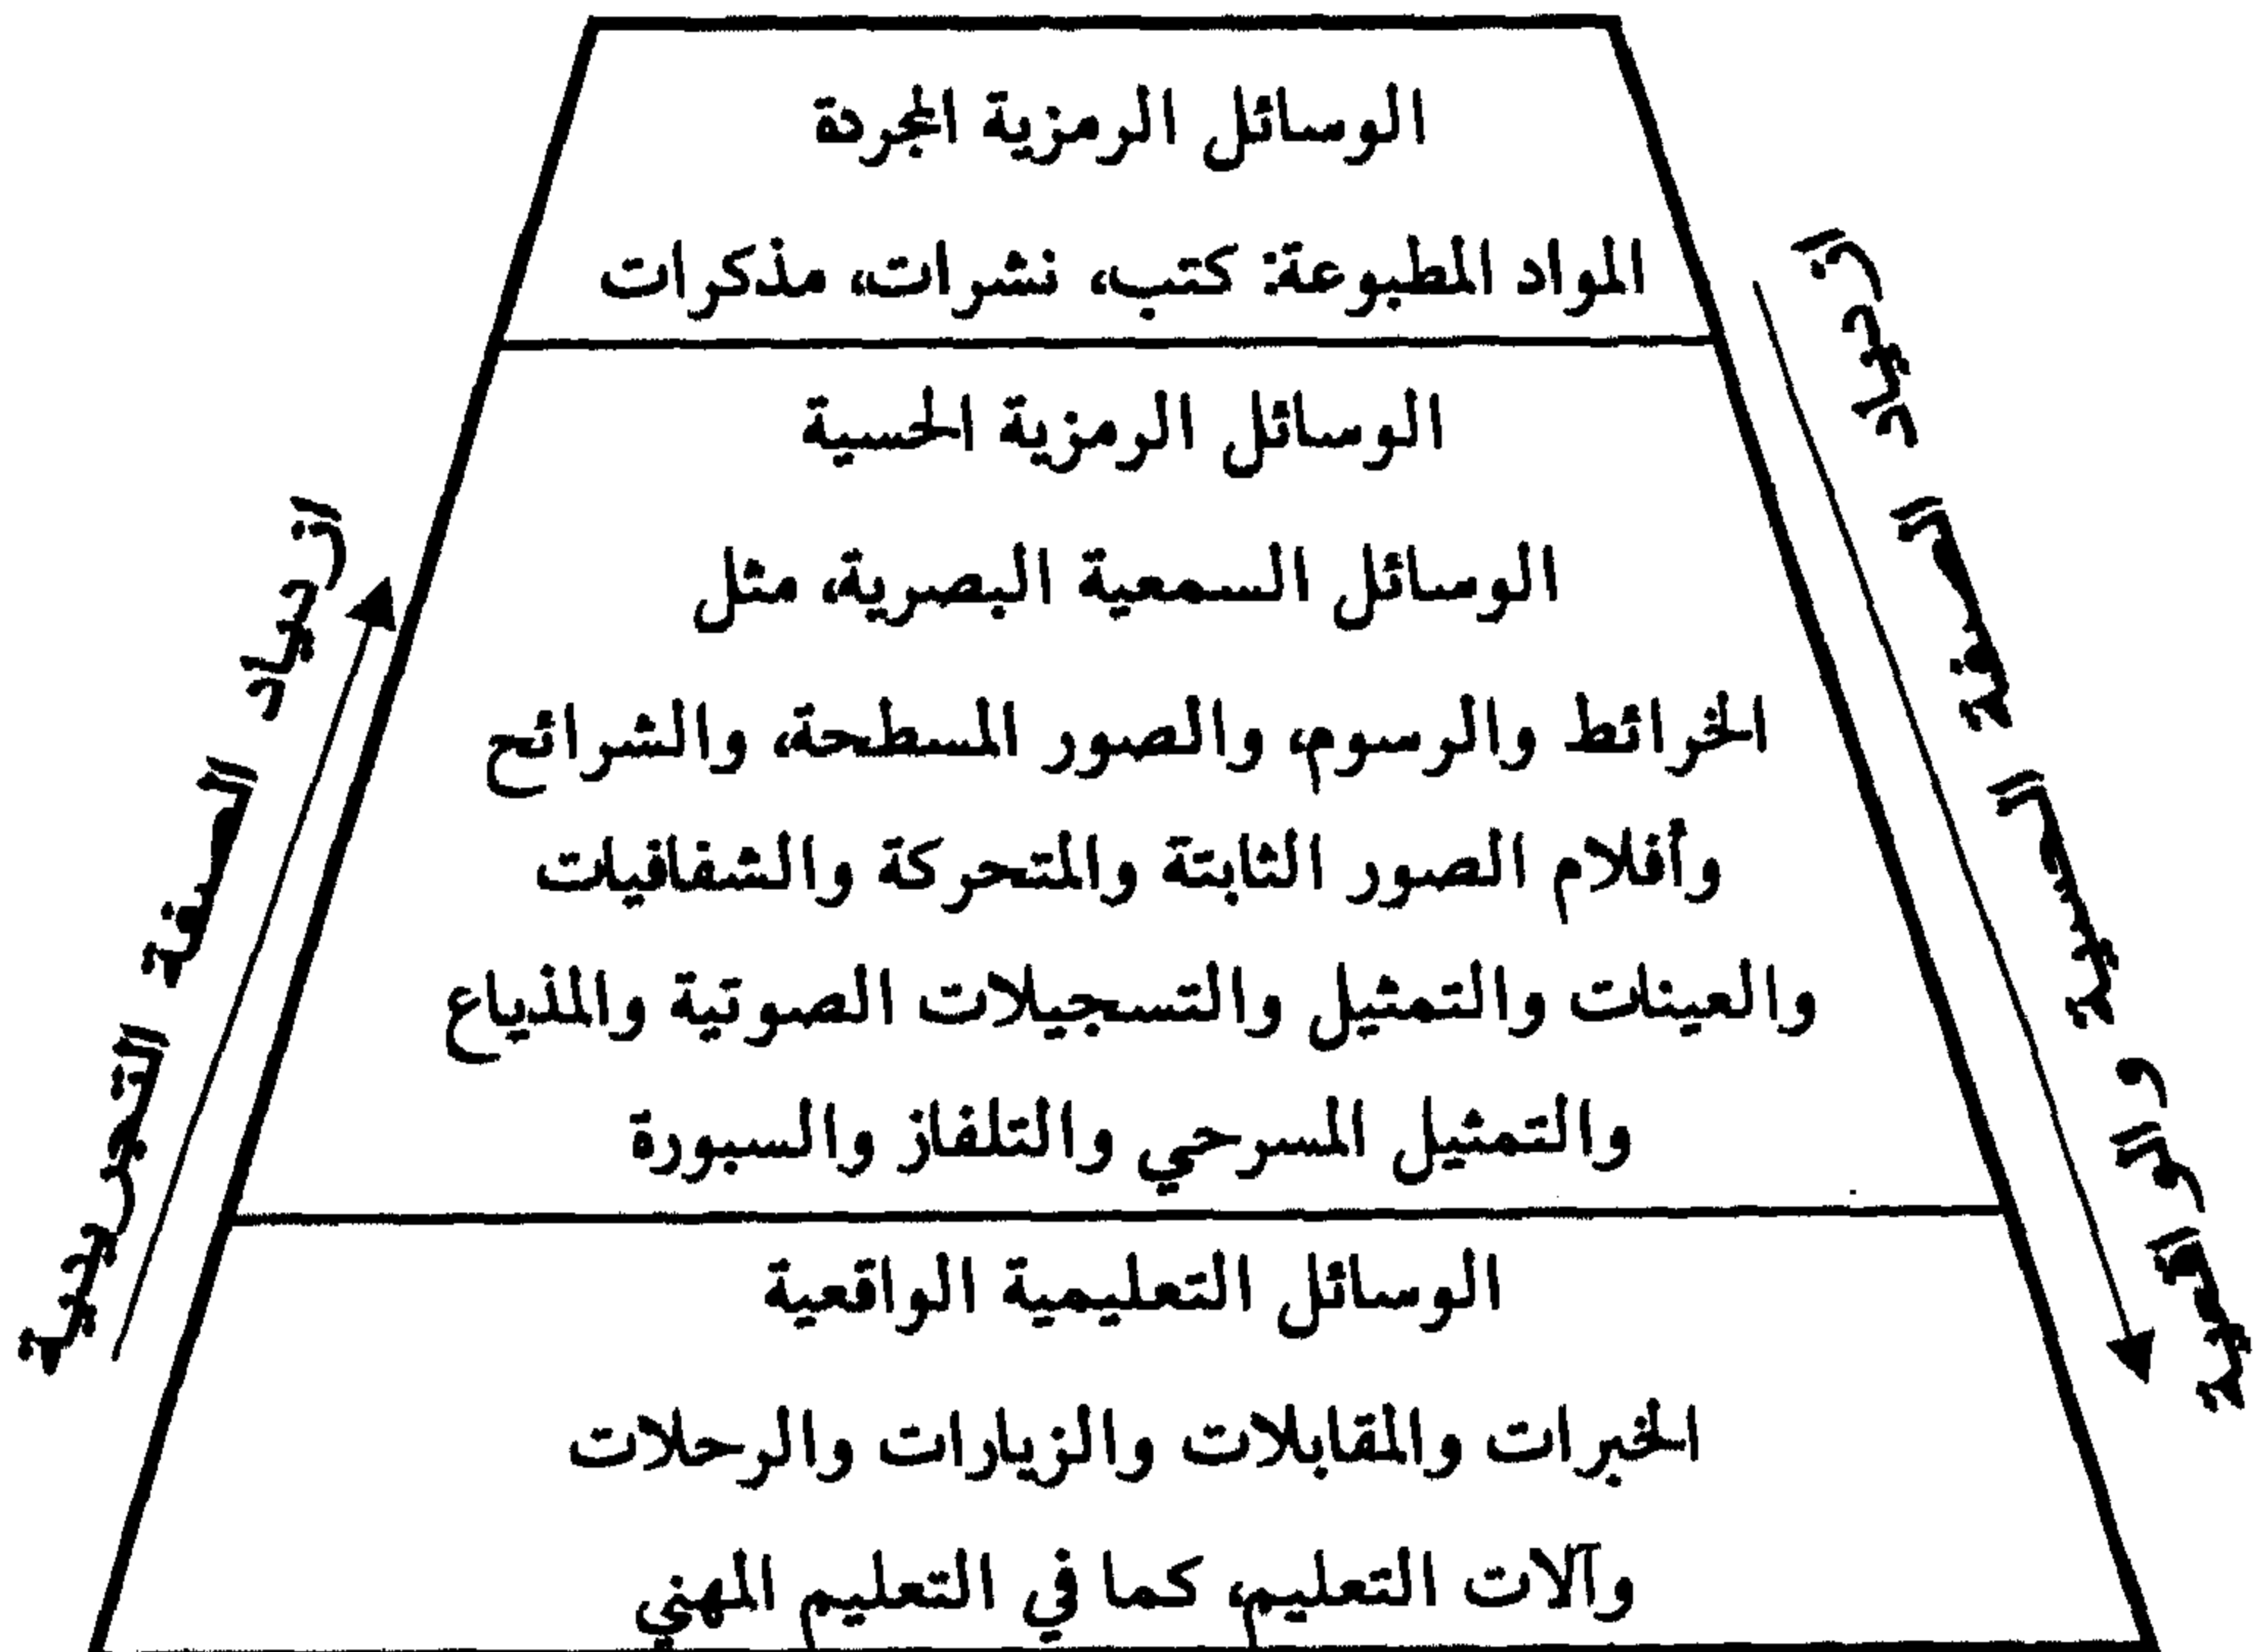 الوسائل الرمزية المجردة
المواد المطبوعة: كتب، نشرات، مذكرات
الوسائل الرمزية الحسية
الوسائل السمعية البصرية، مثل
الخرائط والرسوم، والصور المسطحة، والشرائح
وأفلام الصور الثابتة والمتحركة والشفافيات
والعينات والتمثيل والتسجيلات الصوتية والمذياع
والتمثيل المسرحي والتلفاز والسبورة
الوسائل التعليمية الواقعية
الخبرات والمقابلات والزيارات والرحلات
وآلات التعليم، كما في التعليم المهني
ازدياد الصفة التجريدية
ازدياد الصفة الحسية والواقعية